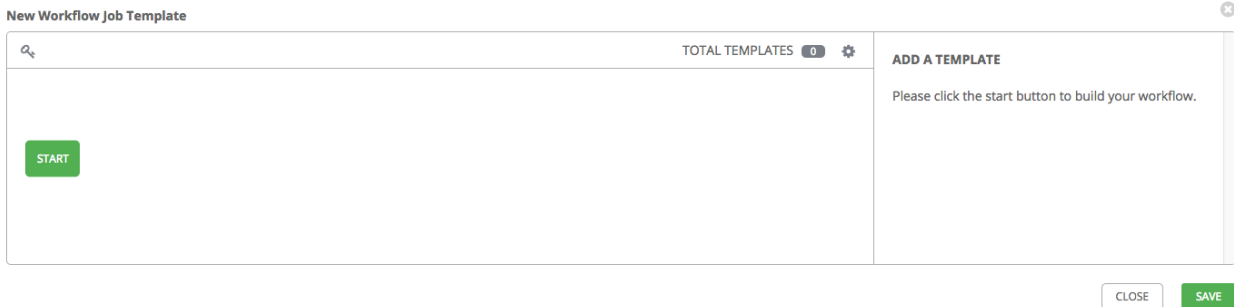 New Workflow Job Template
TOTAL TEMPLATES 0
ADD A TEMPLATE
Please click the start button to build your workflow.
START
CLOSE
SAVE